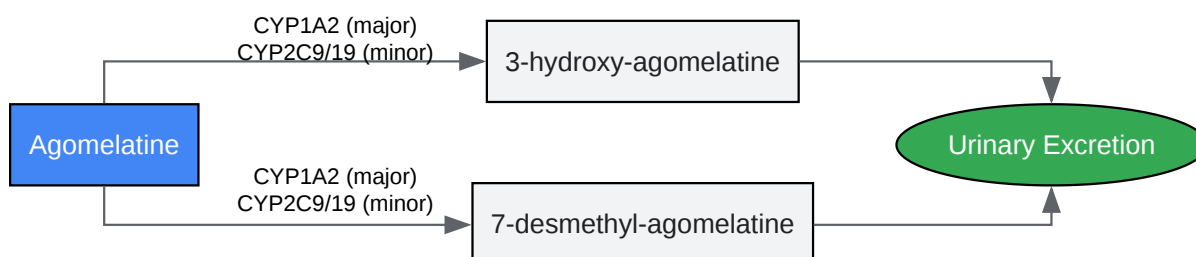 CYP1A2 (major)
CYP2C9/19 (minor)
3-hydroxy-agomelatine
Agomelatine
Urinary Excretion
CYP1A2 (major)
CYP2C9/19 (minor)
7-desmethyl-agomelatine